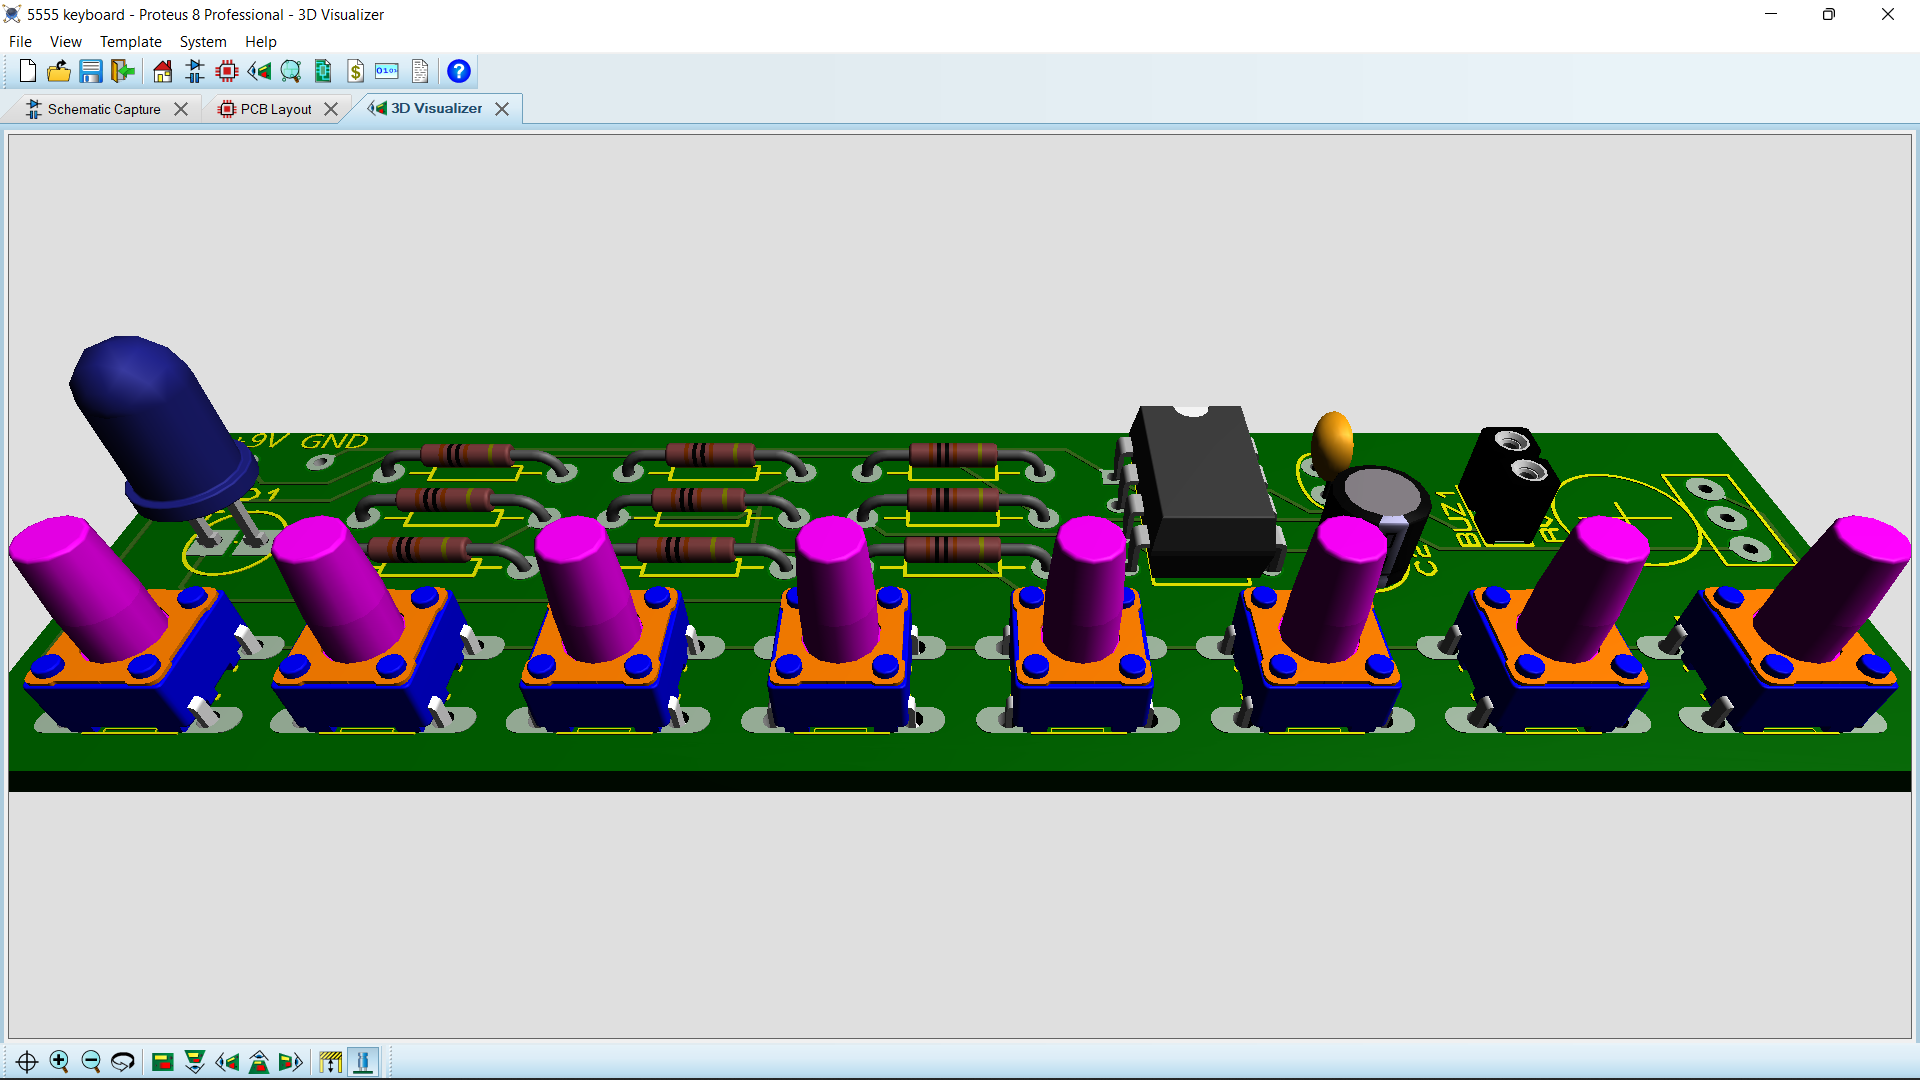 5555 keyboard - Proteus 8 Professional - 3D Visualizer
File View Template System Help
$ 0101 ?
Schematic Capture PCB Layout 3D Visualizer
+9V GND
BUZ1
C2